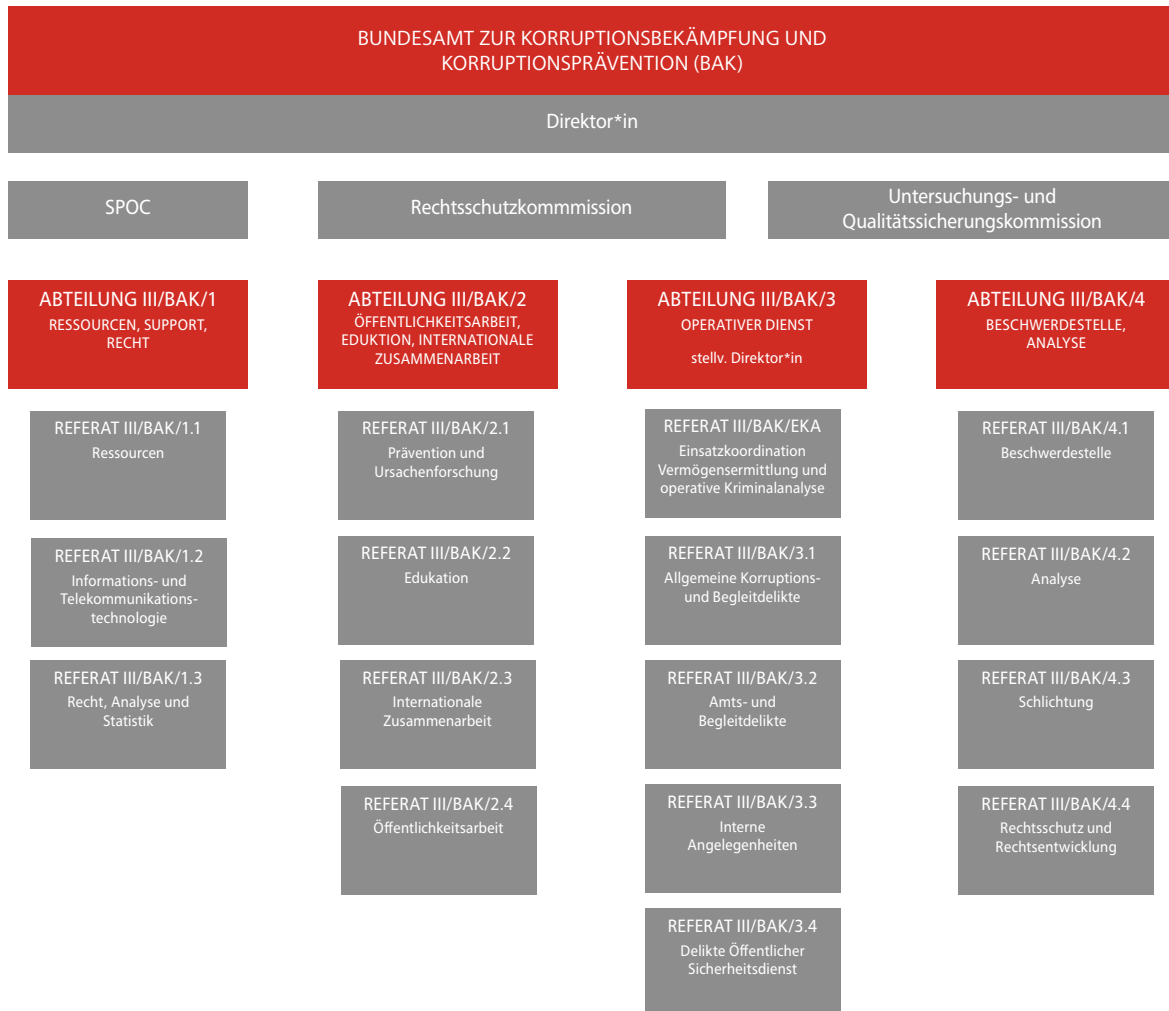 BUNDESAMT ZUR KORRUPTIONSBEKÄMPFUNG UND
KORRUPTIONSPRÄVENTION (BAK)
Direktor*in
SPOC
Rechtsschutzkommmission
Untersuchungs- und
Qualitätssicherungskommission
ABTEILUNG III/BAK/1
RESSOURCEN, SUPPORT,
RECHT
REFERAT III/BAK/1.1
Ressourcen
REFERAT III/BAK/1.2
Informations- und
Telekommunikations-
technologie
REFERAT III/BAK/1.3
Recht, Analyse und
Statistik
ABTEILUNG III/BAK/2
ÖFFENTLICHKEITSARBEIT,
EDUKTION, INTERNATIONALE
ZUSAMMENARBEIT
REFERAT III/BAK/2.1
Prävention und
Ursachenforschung
REFERAT III/BAK/2.2
Edukation
REFERAT III/BAK/2.3
Internationale
Zusammenarbeit
REFERAT III/BAK/2.4
Öffentlichkeitsarbeit
ABTEILUNG III/BAK/3
OPERATIVER DIENST
stellv. Direktor*in
REFERAT III/BAK/EKA
Einsatzkoordination
Vermögensermittlung und
operative Kriminalanalyse
REFERAT III/BAK/3.1
Allgemeine Korruptions-
und Begleitdelikte
REFERAT III/BAK/3.2
Amts- und
Begleitdelikte
REFERAT III/BAK/3.3
Interne
Angelegenheiten
REFERAT III/BAK/3.4
Delikte Öffentlicher
Sicherheitsdienst
ABTEILUNG III/BAK/4
BESCHWERDESTELLE,
ANALYSE
REFERAT III/BAK/4.1
Beschwerdestelle
REFERAT III/BAK/4.2
Analyse
REFERAT III/BAK/4.3
Schlichtung
REFERAT III/BAK/4.4
Rechtsschutz und
Rechtsentwicklung